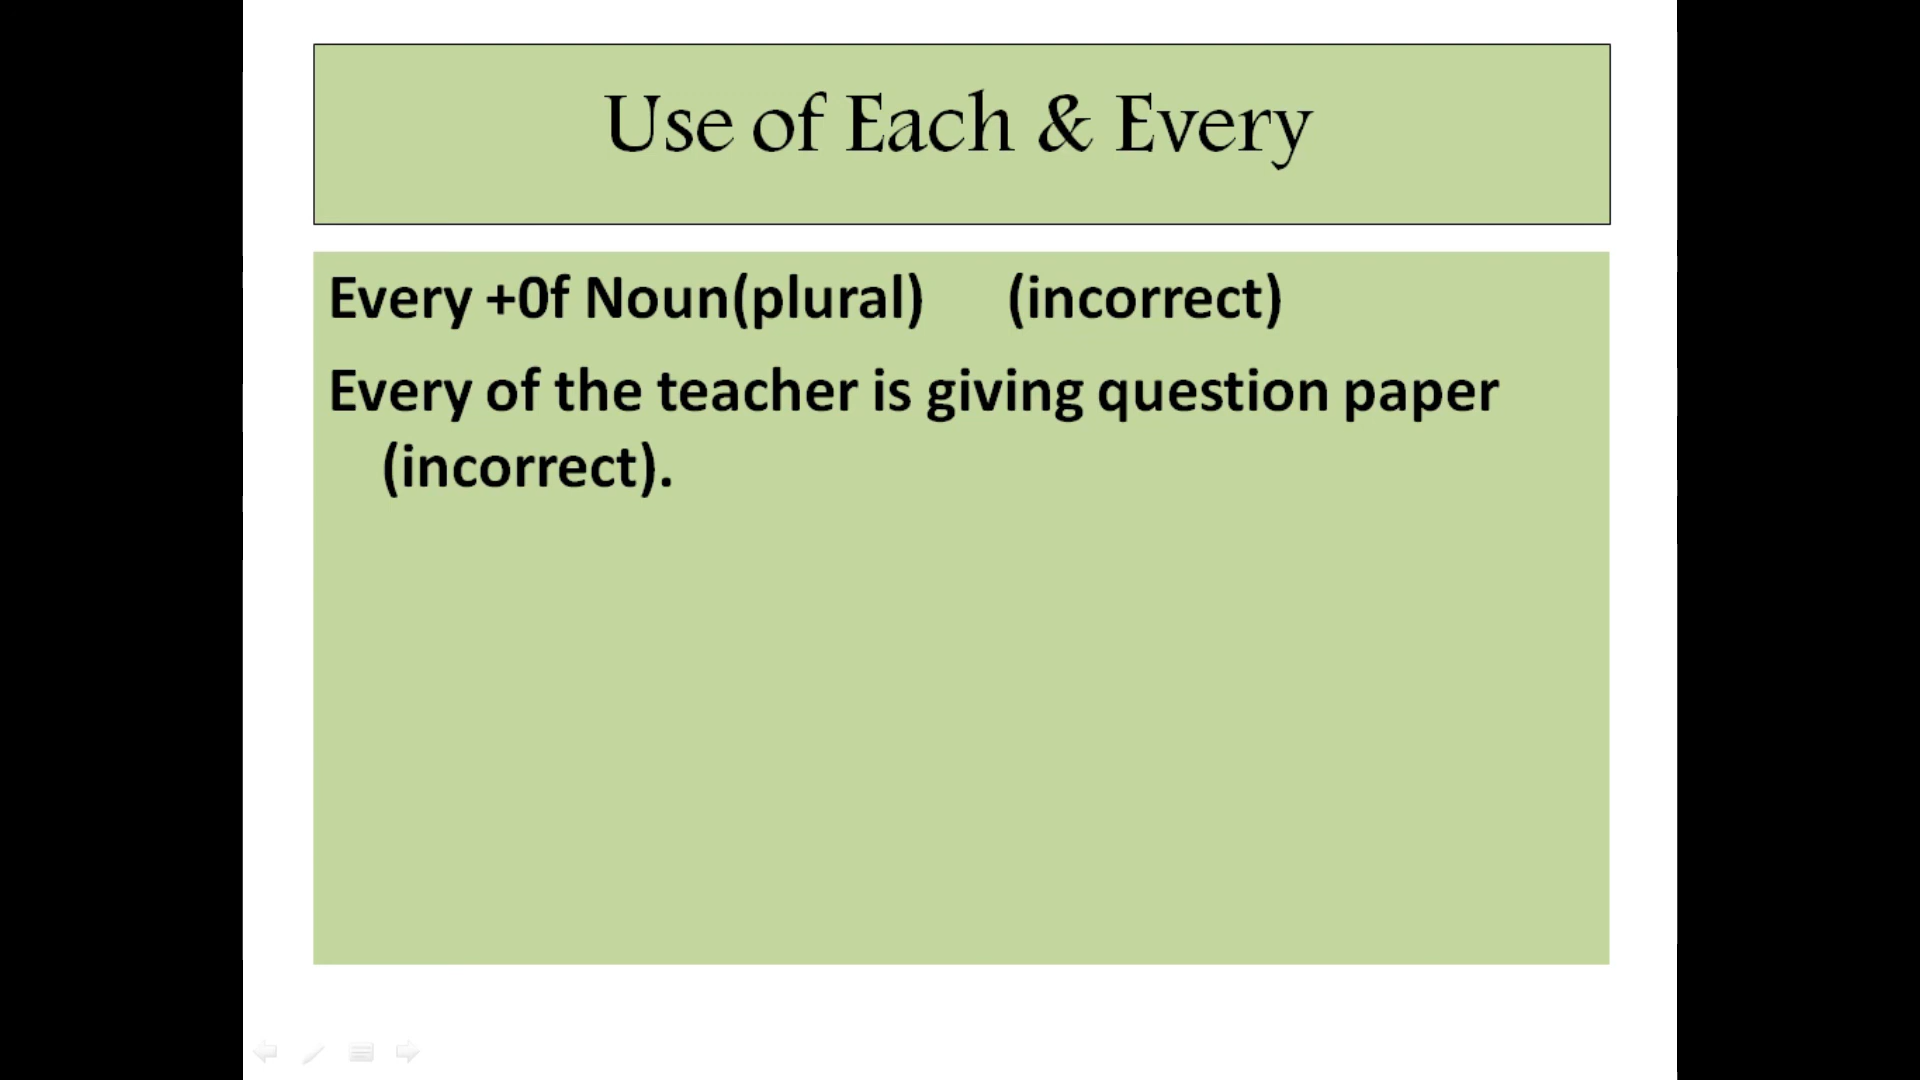 Use of Each & Every
Every +0f Noun(plural) (incorrect)
Every of the teacher is giving question paper
(incorrect).